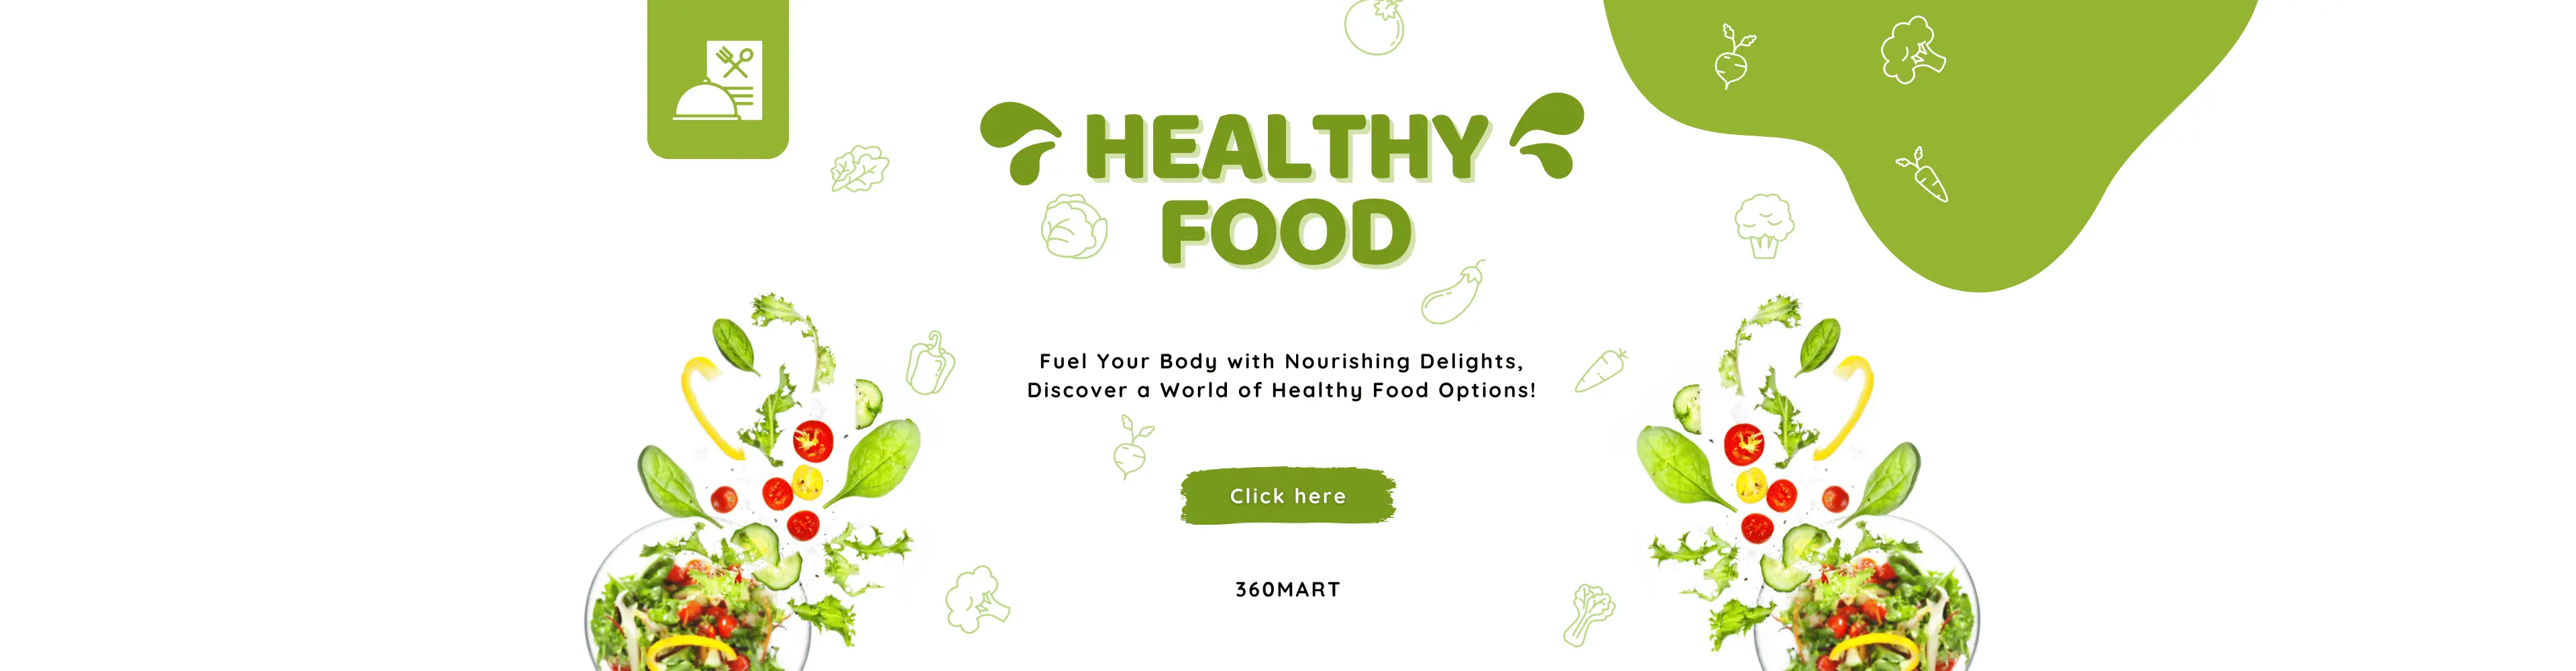 HEALTHY
FOOD
Fuel Your Body with Nourishing Delights,
Discover a World of Healthy Food Options!
Click here
360MART